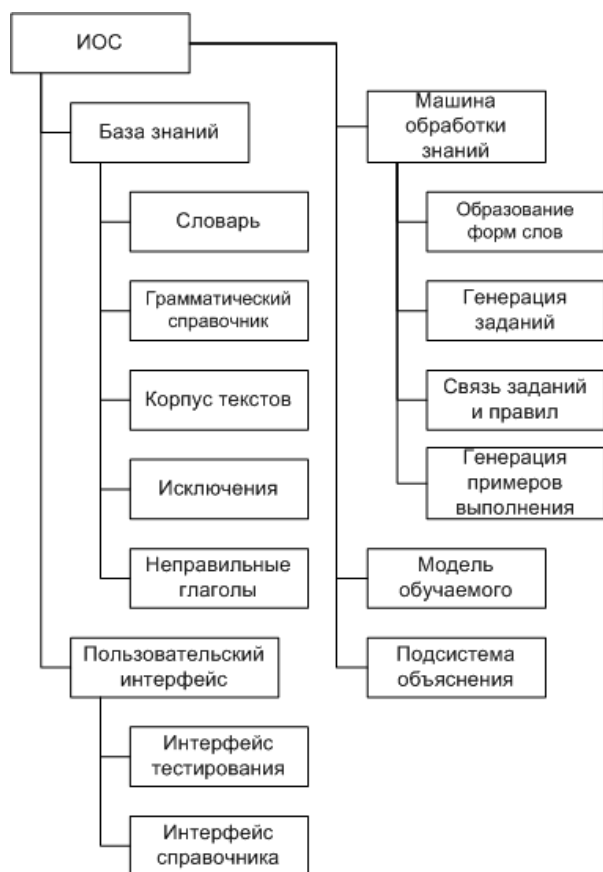 ИОС
База знаний
Словарь
Грамматический
справочник
Корпус текстов
Исключения
Неправильные
глаголы
Пользовательский
интерфейс
Интерфейс
тестирования
Интерфейс
справочника
Машина
обработки
знаний
Образование
форм слов
Генерация
заданий
Связь заданий
и правил
Генерация
примеров
выполнения
Модель
обучаемого
Подсистема
объяснения